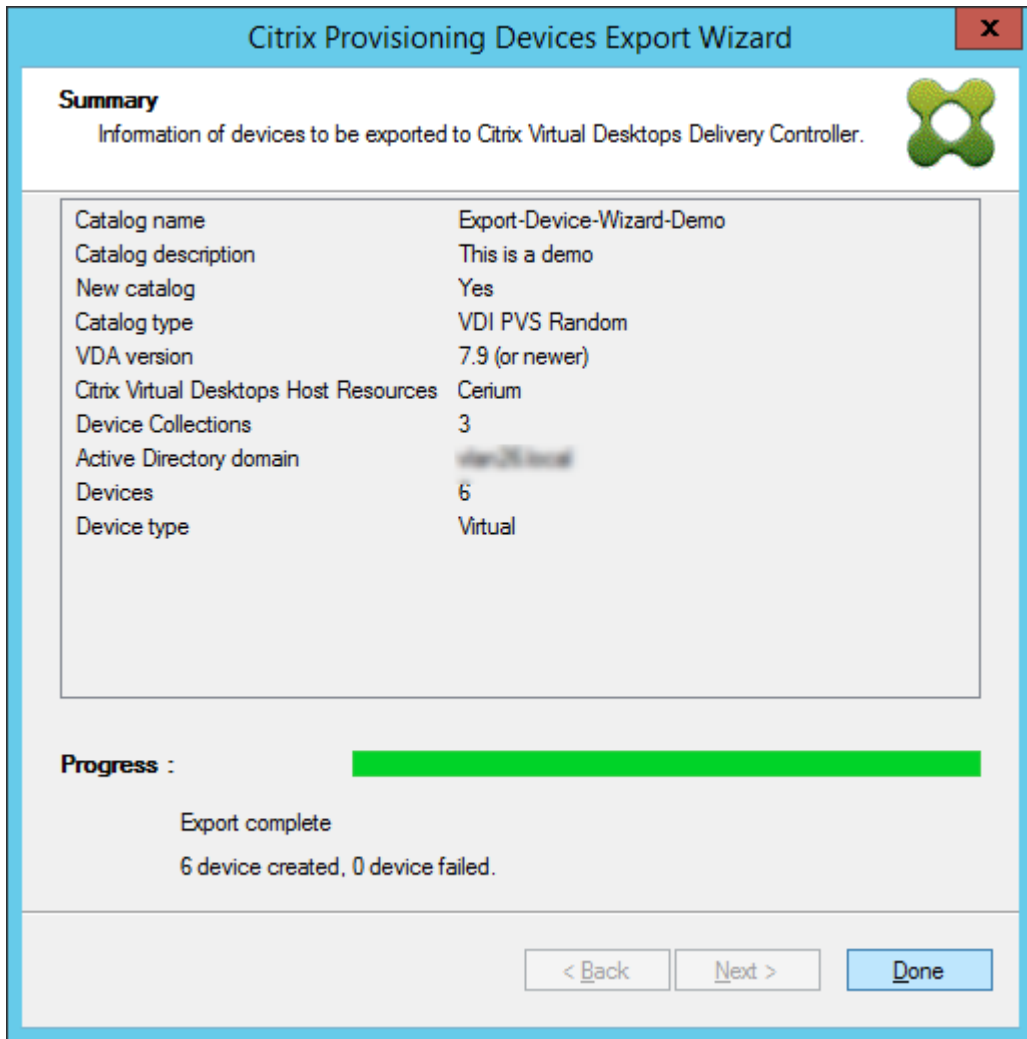 Citrix Provisioning Devices Export Wizard
x
Summary
Information of devices to be exported to Citrix Virtual Desktops Delivery Controller.
Catalog name Export-Device-Wizard-Demo
Catalog description This is a demo
New catalog Yes
Catalog type VDI PVS Random
VDA version 7.9 (or newer)
Citrix Virtual Desktops Host Resources Cerium
Device Collections 3
Active Directory domain
Devices 6
Device type Virtual
Progress :
Export complete
6 device created, 0 device failed.
< Back Next > Done